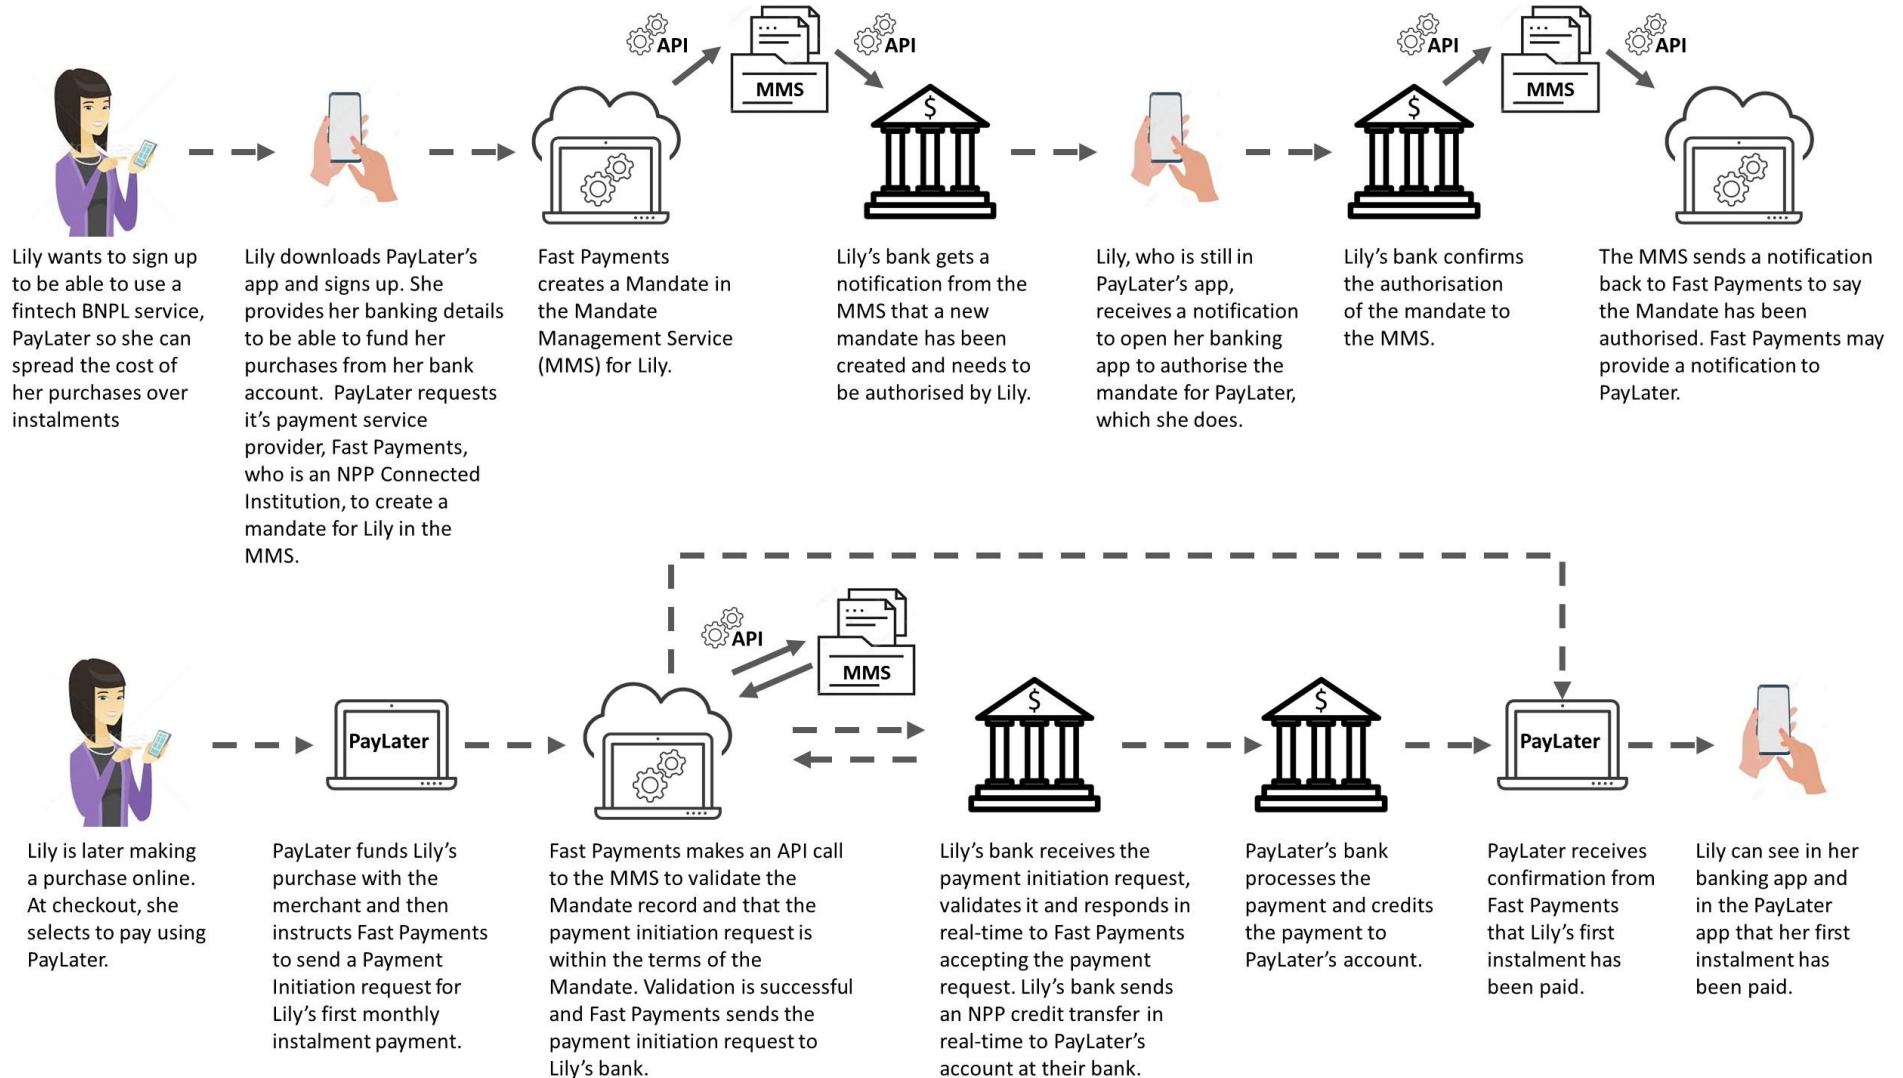 API
MMS
API
API
MMS
API
Lily wants to sign up
to be able to use a
fintech BNPL service,
PayLater so she can
spread the cost of
her purchases over
instalments
Lily downloads PayLater’s
app and signs up. She
provides her banking details
to be able to fund her
purchases from her bank
account.  PayLater requests
it’s payment service
provider, Fast Payments,
who is an NPP Connected
Institution, to create a
mandate for Lily in the
MMS.
Fast Payments
creates a Mandate in
the Mandate
Management Service
(MMS) for Lily.
Lily’s bank gets a
notification from the
MMS that a new
mandate has been
created and needs to
be authorised by Lily.
Lily, who is still in
PayLater’s app,
receives a notification
to open her banking
app to authorise the
mandate for PayLater,
which she does.
Lily’s bank confirms
the authorisation
of the mandate to
the MMS.
The MMS sends a notification
back to Fast Payments to say
the Mandate has been
authorised. Fast Payments may
provide a notification to
PayLater.
API
MMS
PayLater
PayLater
Lily is later making
a purchase online.
At checkout, she
selects to pay using
PayLater.
PayLater funds Lily’s
purchase with the
merchant and then
instructs Fast Payments
to send a Payment
Initiation request for
Lily’s first monthly
instalment payment.
Fast Payments makes an API call
to the MMS to validate the
Mandate record and that the
payment initiation request is
within the terms of the
Mandate. Validation is successful
and Fast Payments sends the
payment initiation request to
Lily’s bank.
Lily’s bank receives the
payment initiation request,
validates it and responds in
real-time to Fast Payments
accepting the payment
request. Lily’s bank sends
an NPP credit transfer in
real-time to PayLater’s
account at their bank.
PayLater’s bank
processes the
payment and credits
the payment to
PayLater’s account.
PayLater receives
confirmation from
Fast Payments
that Lily’s first
instalment has
been paid.
Lily can see in her
banking app and
in the PayLater
app that her first
instalment has
been paid.